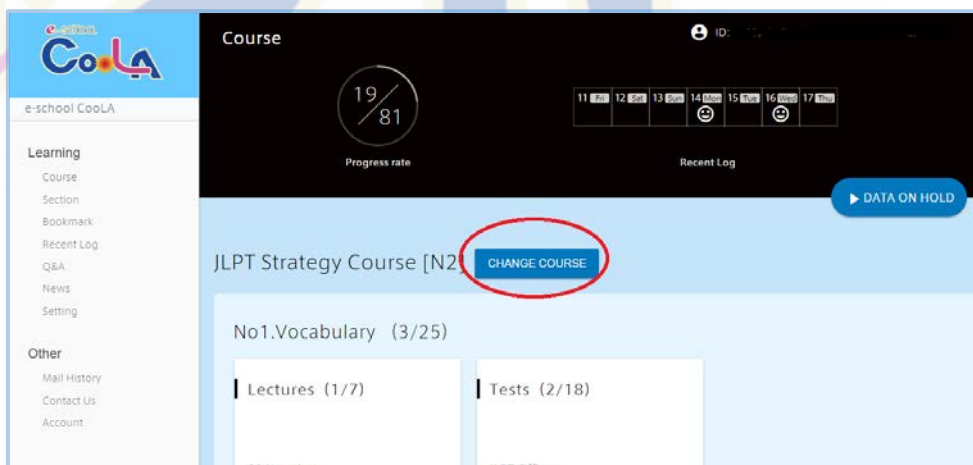 e-school
CooLA
e-school CooLA
Learning
Course
Section
Bookmark
Recent Log
Q&A
News
Setting
Other
Mail History
Contact Us
Account
Course
ID:
19/81
Progress rate
11 Fri 12 Sat 13 Sun 14 Mon 15 Tue 16 Wed 17 Thu
Recent Log
DATA ON HOLD
JLPT Strategy Course [N2] CHANGE COURSE
No1.Vocabulary (3/25)
Lectures (1/7)
Tests (2/18)